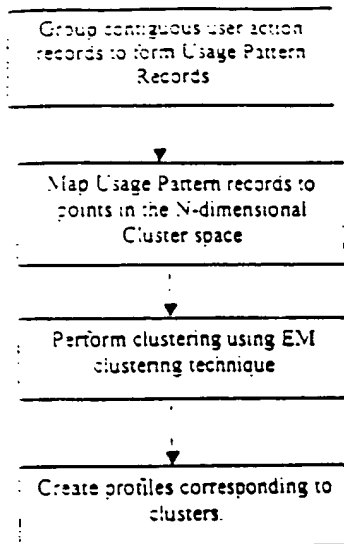 Group contiguous user action
records to form Usage Pattern
Records
Map Usage Pattern records to
points in the N-dimensional
Cluster space
Perform clustering using EM
clustering technique
Create profiles corresponding to
clusters.